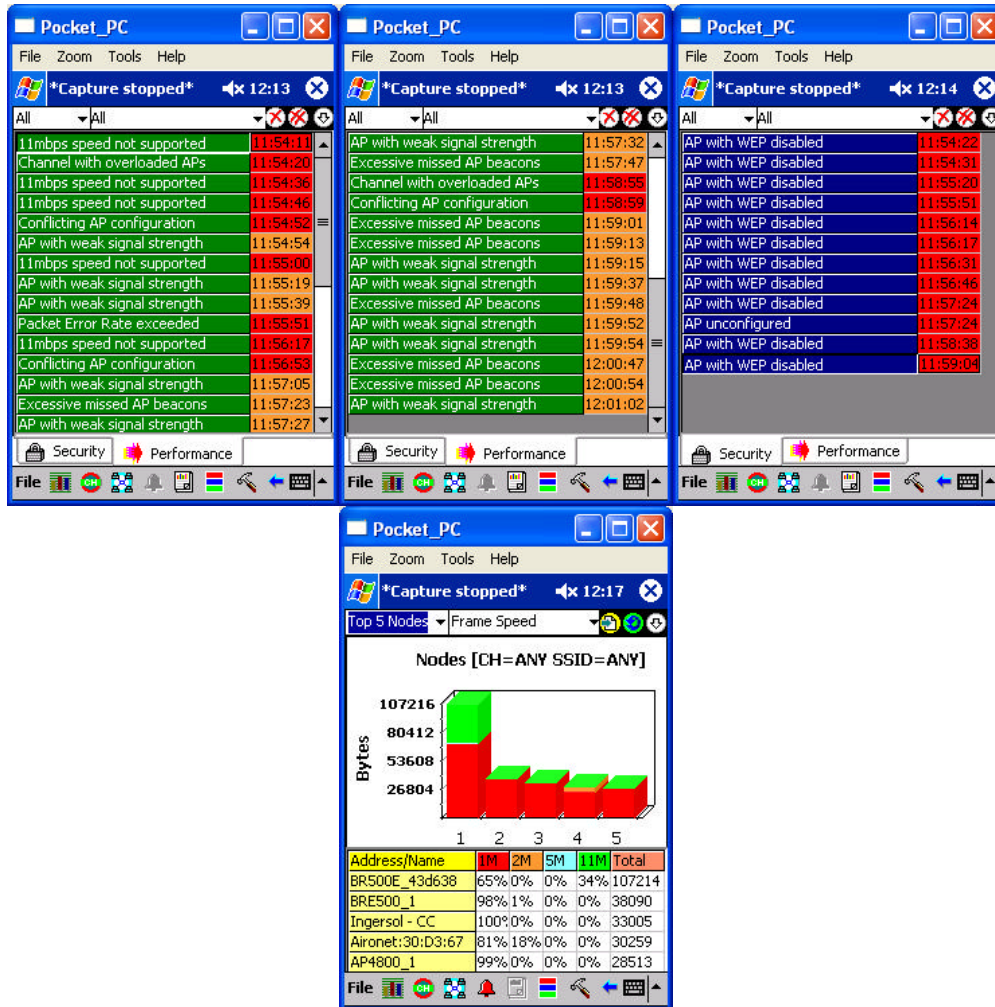 Pocket_PC
File Zoom Tools Help
*Capture stopped* 12:13
All All
11mbps speed not supported 11:54:11
Channel with overloaded APs 11:54:20
11mbps speed not supported 11:54:36
11mbps speed not supported 11:54:46
Conflicting AP configuration 11:54:52
AP with weak signal strength 11:54:54
11mbps speed not supported 11:55:00
AP with weak signal strength 11:55:19
AP with weak signal strength 11:55:39
Packet Error Rate exceeded 11:55:51
11mbps speed not supported 11:56:17
Conflicting AP configuration 11:56:53
AP with weak signal strength 11:57:05
Excessive missed AP beacons 11:57:23
AP with weak signal strength 11:57:27
Security Performance
File CH
Pocket_PC
File Zoom Tools Help
*Capture stopped* 12:13
All All
AP with weak signal strength 11:57:32
Excessive missed AP beacons 11:57:47
Channel with overloaded APs 11:58:55
Conflicting AP configuration 11:58:59
Excessive missed AP beacons 11:59:01
Excessive missed AP beacons 11:59:13
AP with weak signal strength 11:59:15
AP with weak signal strength 11:59:37
Excessive missed AP beacons 11:59:48
AP with weak signal strength 11:59:52
AP with weak signal strength 11:59:54
Excessive missed AP beacons 12:00:47
Excessive missed AP beacons 12:00:54
AP with weak signal strength 12:01:02
Security Performance
File CH
Pocket_PC
File Zoom Tools Help
*Capture stopped* 12:14
All All
AP with WEP disabled 11:54:22
AP with WEP disabled 11:54:31
AP with WEP disabled 11:55:20
AP with WEP disabled 11:55:51
AP with WEP disabled 11:56:14
AP with WEP disabled 11:56:17
AP with WEP disabled 11:56:31
AP with WEP disabled 11:56:46
AP with WEP disabled 11:57:24
AP unconfigured 11:57:24
AP with WEP disabled 11:58:38
AP with WEP disabled 11:59:04
Security Performance
File CH
Pocket_PC
File Zoom Tools Help
*Capture stopped* 12:17
Top 5 Nodes Frame Speed
Nodes [CH=ANY SSID=ANY]
107216
80412
53608
26804
Bytes
1 2 3 4 5
Address/Name 1M 2M 5M 11M Total
BR500E_43d638 65% 0% 0% 34% 107214
BRE500_1 98% 1% 0% 0% 38090
Ingersol - CC 100% 0% 0% 0% 33005
Aironet:30:D3:67 81% 18% 0% 0% 30259
AP4800_1 99% 0% 0% 0% 28513
File CH